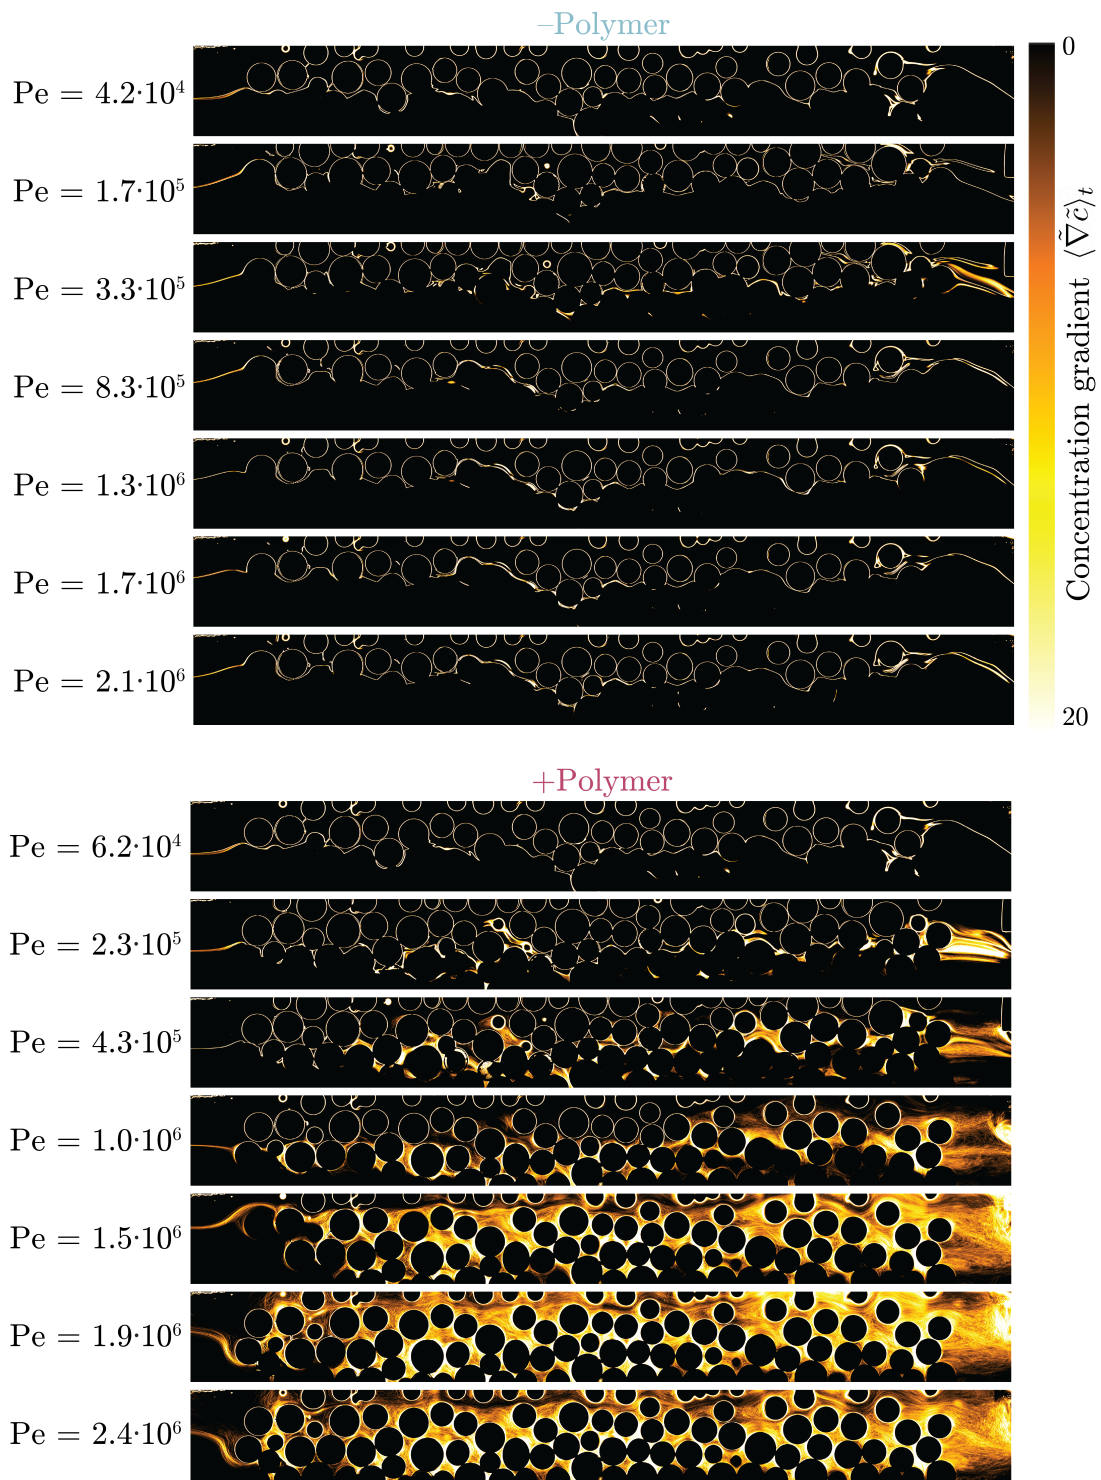 –Polymer
Pe = 4.2·10⁴
Pe = 1.7·10⁵
Pe = 3.3·10⁵
Pe = 8.3·10⁵
Pe = 1.3·10⁶
Pe = 1.7·10⁶
Pe = 2.1·10⁶
0
Concentration gradient ⟨∇̃c̃⟩ₜ
20
+Polymer
Pe = 6.2·10⁴
Pe = 2.3·10⁵
Pe = 4.3·10⁵
Pe = 1.0·10⁶
Pe = 1.5·10⁶
Pe = 1.9·10⁶
Pe = 2.4·10⁶